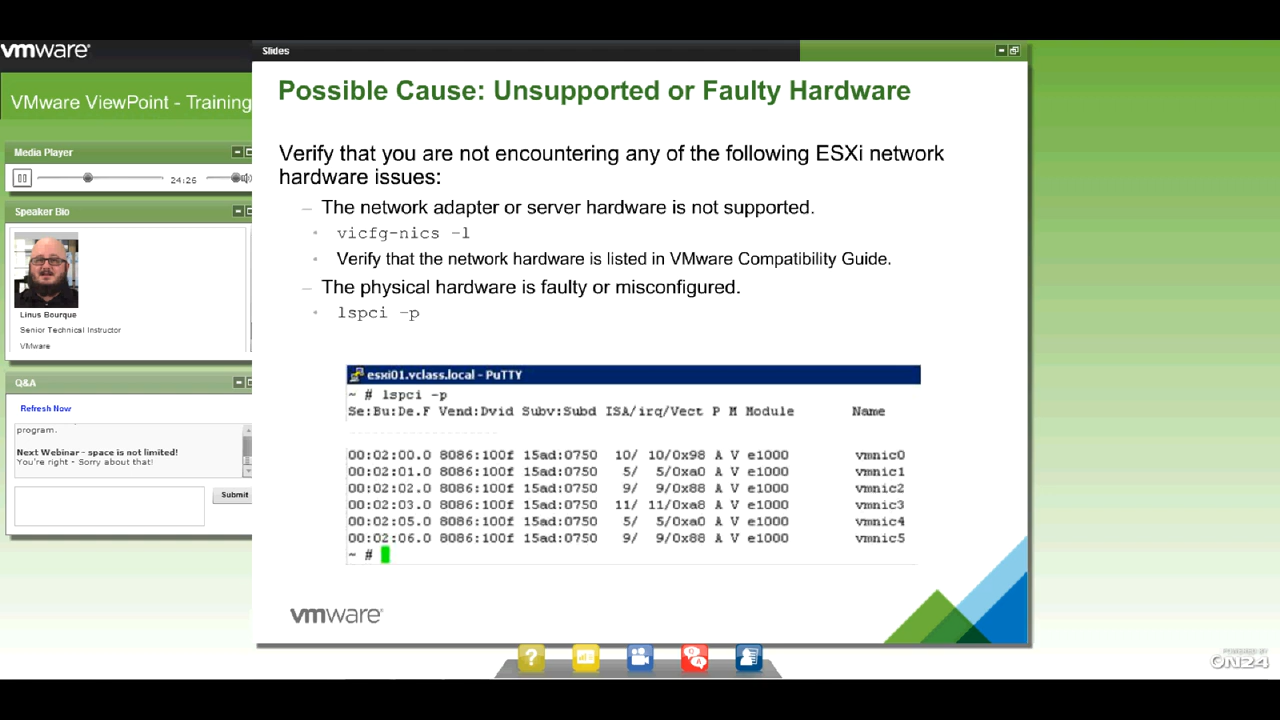 vmware
VMware ViewPoint - Training
Media Player
24:26
Speaker Bio
Linus Bourque
Senior Technical Instructor
VMware
Q&A
Refresh Now
program.
Next Webinar - space is not limited!
You're right - Sorry about that!
Submit
Slides
Possible Cause: Unsupported or Faulty Hardware
Verify that you are not encountering any of the following ESXi network
hardware issues:
– The network adapter or server hardware is not supported.
• vicfg-nics –l
• Verify that the network hardware is listed in VMware Compatibility Guide.
– The physical hardware is faulty or misconfigured.
• lspci –p
esxi01.vclass.local - PuTTY
~ # lspci -p
Se:Bu:De.F Vend:Dvid Subv:Subd ISA/irq/Vect P M Module Name
00:02:00.0 8086:100f 15ad:0750 10/ 10/0x98 A V e1000 vmnic0
00:02:01.0 8086:100f 15ad:0750 5/ 5/0xa0 A V e1000 vmnic1
00:02:02.0 8086:100f 15ad:0750 9/ 9/0x88 A V e1000 vmnic2
00:02:03.0 8086:100f 15ad:0750 11/ 11/0xa8 A V e1000 vmnic3
00:02:05.0 8086:100f 15ad:0750 5/ 5/0xa0 A V e1000 vmnic4
00:02:06.0 8086:100f 15ad:0750 9/ 9/0x88 A V e1000 vmnic5
~ #
vmware
POWERED BY
ON24